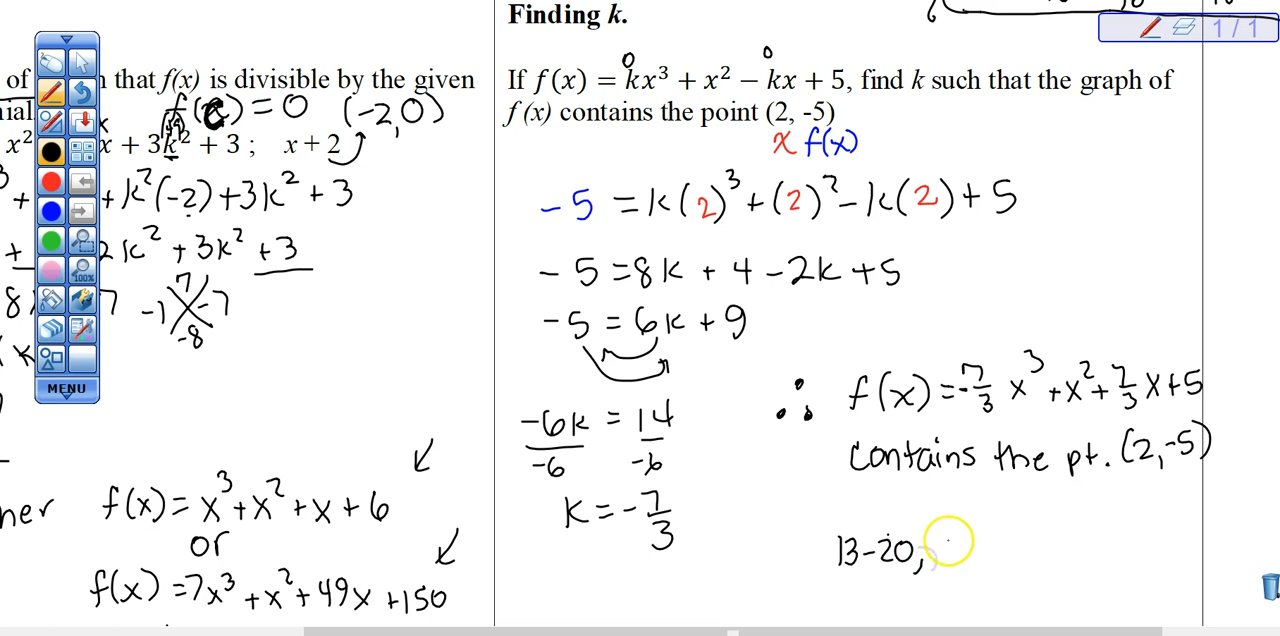 Finding k.
1 / 1
of
that f(x) is divisible by the given
f(c) = 0 (-2, 0)
x + 3k² + 3 ; x + 2
+ k²(-2) + 3k² + 3
+ 2k² + 3k² + 3
8
7
7
-1 -7
-8
MENU
f(x) = x³ + x² + x + 6
or
f(x) = 7x³ + x² + 49x + 150
If f(x) = kx³ + x² − kx + 5, find k such that the graph of
f(x) contains the point (2, -5)
x f(x)
-5 = k(2)³ + (2)² - k(2) + 5
-5 = 8k + 4 - 2k + 5
-5 = 6k + 9
-6k = 14
-6 -6
k = -7/3
∴ f(x) = -7/3 x³ + x² + 7/3 x + 5
contains the pt. (2, -5)
13-20,